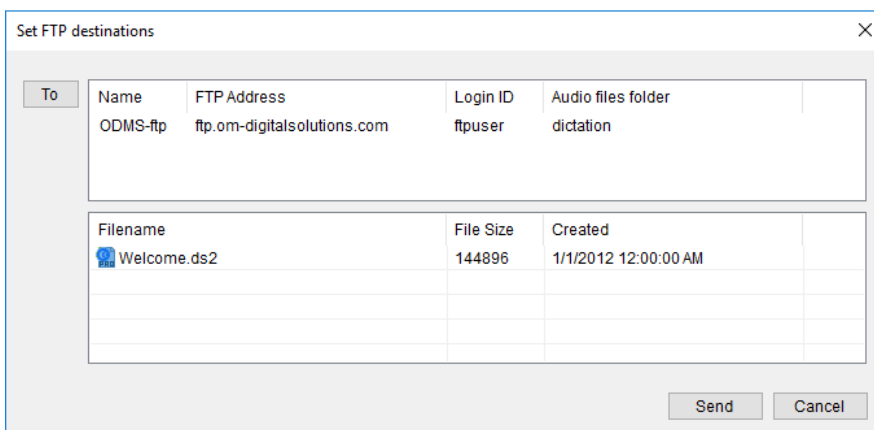 Set FTP destinations
To
Name FTP Address Login ID Audio files folder
ODMS-ftp ftp.om-digitalsolutions.com ftpuser dictation
Filename File Size Created
Welcome.ds2 144896 1/1/2012 12:00:00 AM
Send Cancel